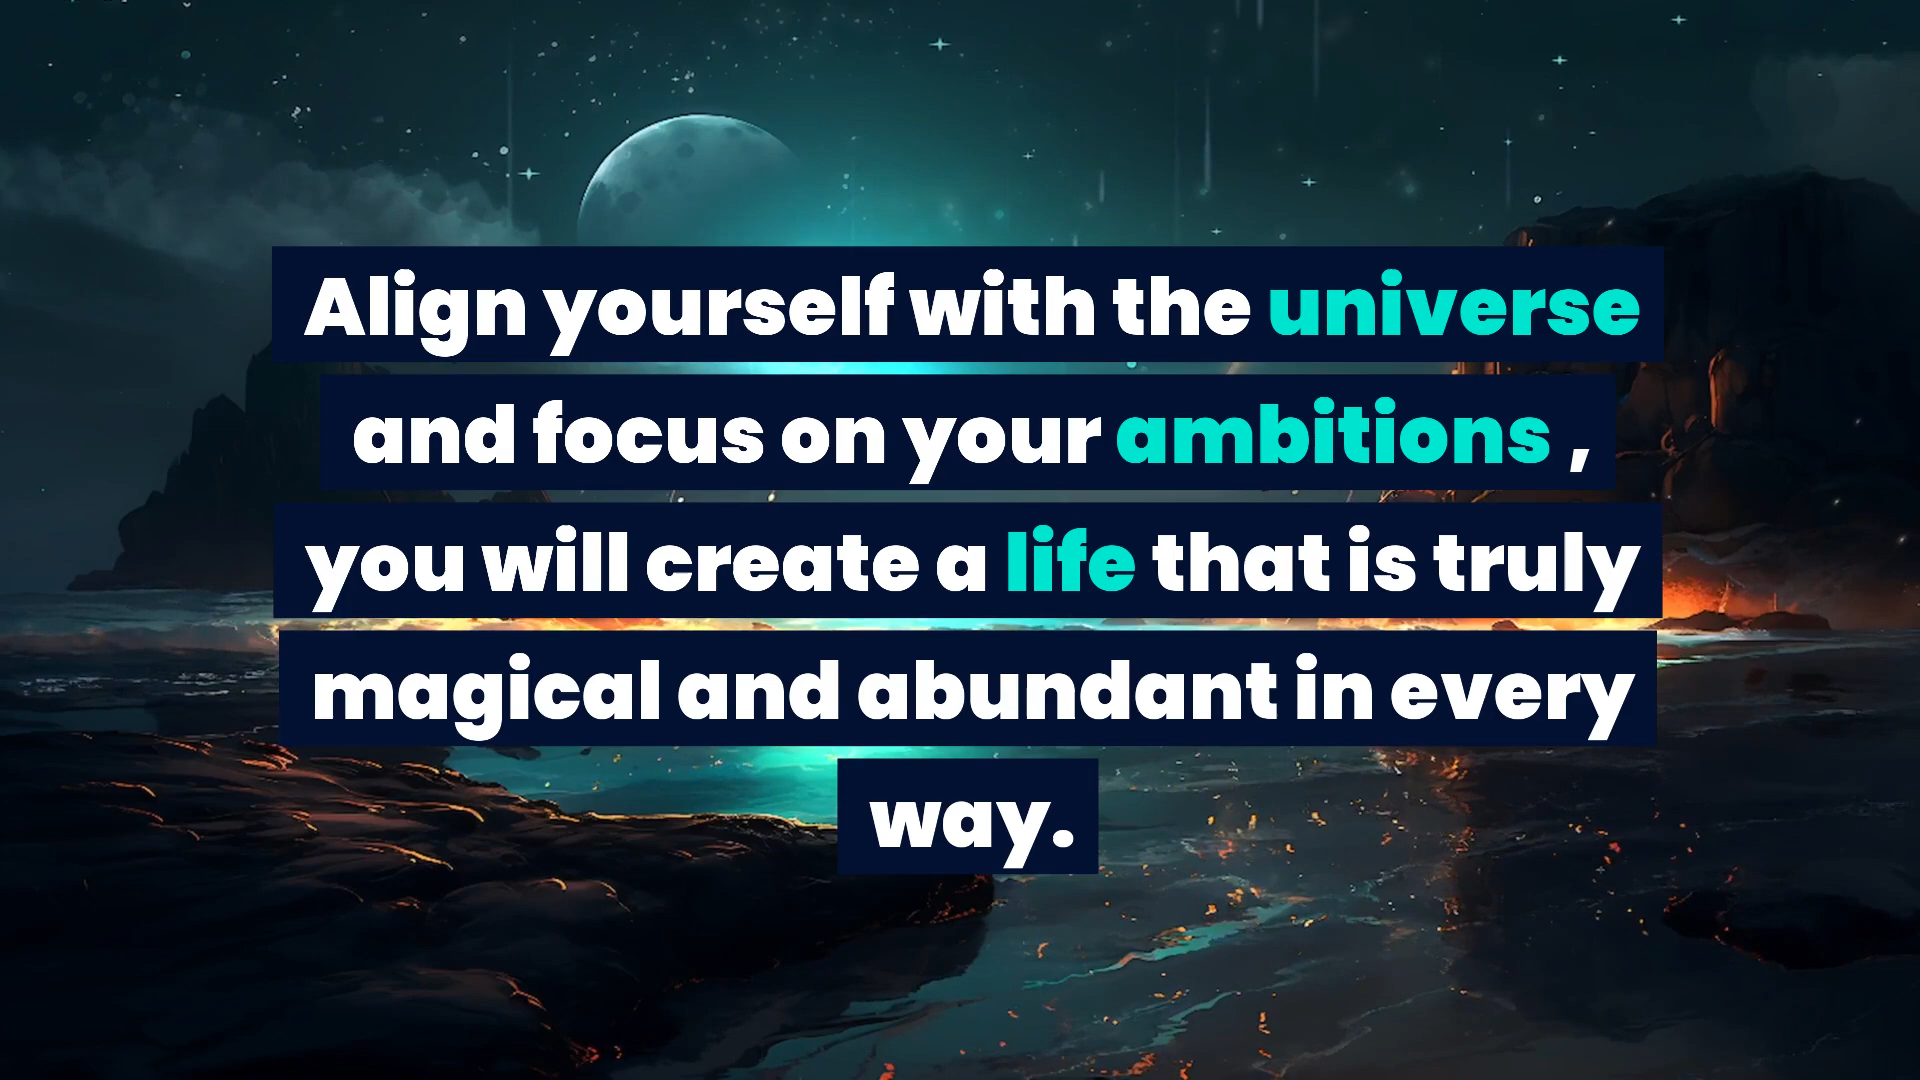 Align yourself with the universe
and focus on your ambitions ,
you will create a life that is truly
magical and abundant in every
way.